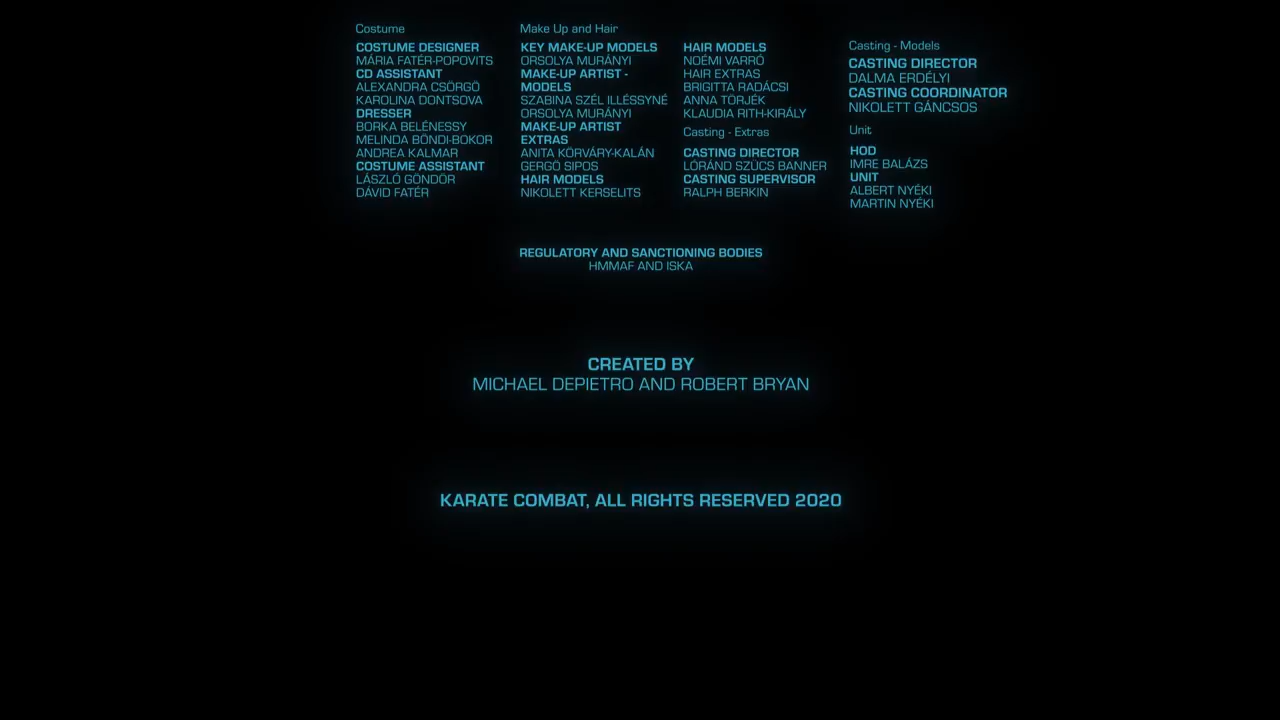 Costume
COSTUME DESIGNER
MÁRIA FATÉR-POPOVITS
CD ASSISTANT
ALEXANDRA CSÖRGÖ
KAROLINA DONTSOVA
DRESSER
BORKA BELÉNESSY
MELINDA BÖNDI-BOKOR
ANDREA KALMAR
COSTUME ASSISTANT
LÁSZLÓ GÖNDÖR
DÁVID FATÉR
Make Up and Hair
KEY MAKE-UP MODELS
ORSOLYA MURÁNYI
MAKE-UP ARTIST -
MODELS
SZABINA SZÉL ILLÉSSYNÉ
ORSOLYA MURÁNYI
MAKE-UP ARTIST
EXTRAS
ANITA KÖRVÁRY-KALÁN
GERGÖ SIPOS
HAIR MODELS
NIKOLETT KERSELITS
HAIR MODELS
NOÉMI VARRÓ
HAIR EXTRAS
BRIGITTA RADÁCSI
ANNA TÖRJÉK
KLAUDIA RITH-KIRÁLY
Casting - Extras
CASTING DIRECTOR
LÓRÁND SZÜCS BANNER
CASTING SUPERVISOR
RALPH BERKIN
Casting - Models
CASTING DIRECTOR
DALMA ERDÉLYI
CASTING COORDINATOR
NIKOLETT GÁNCSOS
Unit
HOD
IMRE BALÁZS
UNIT
ALBERT NYÉKI
MARTIN NYÉKI
REGULATORY AND SANCTIONING BODIES
HMMAF AND ISKA
CREATED BY
MICHAEL DEPIETRO AND ROBERT BRYAN
KARATE COMBAT, ALL RIGHTS RESERVED 2020